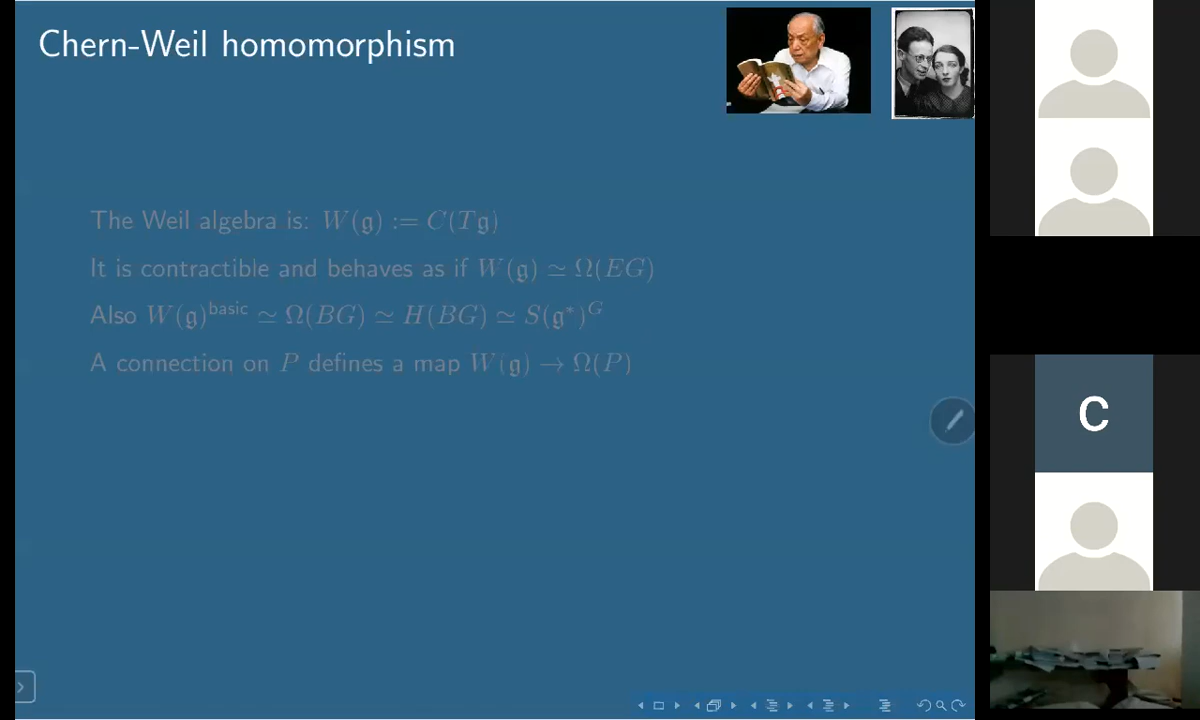 Chern-Weil homomorphism
The Weil algebra is: W(𝔤) := C(T𝔤)
It is contractible and behaves as if W(𝔤) ≃ Ω(EG)
Also W(𝔤)^basic ≃ Ω(BG) ≃ H(BG) ≃ S(𝔤*)^G
A connection on P defines a map W(𝔤) → Ω(P)
C